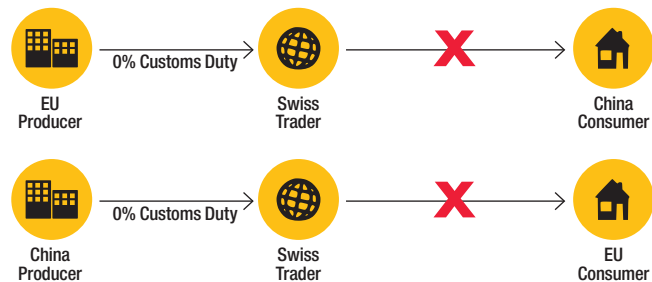 0% Customs Duty
EU
Producer
Swiss
Trader
China
Consumer
0% Customs Duty
China
Producer
Swiss
Trader
EU
Consumer